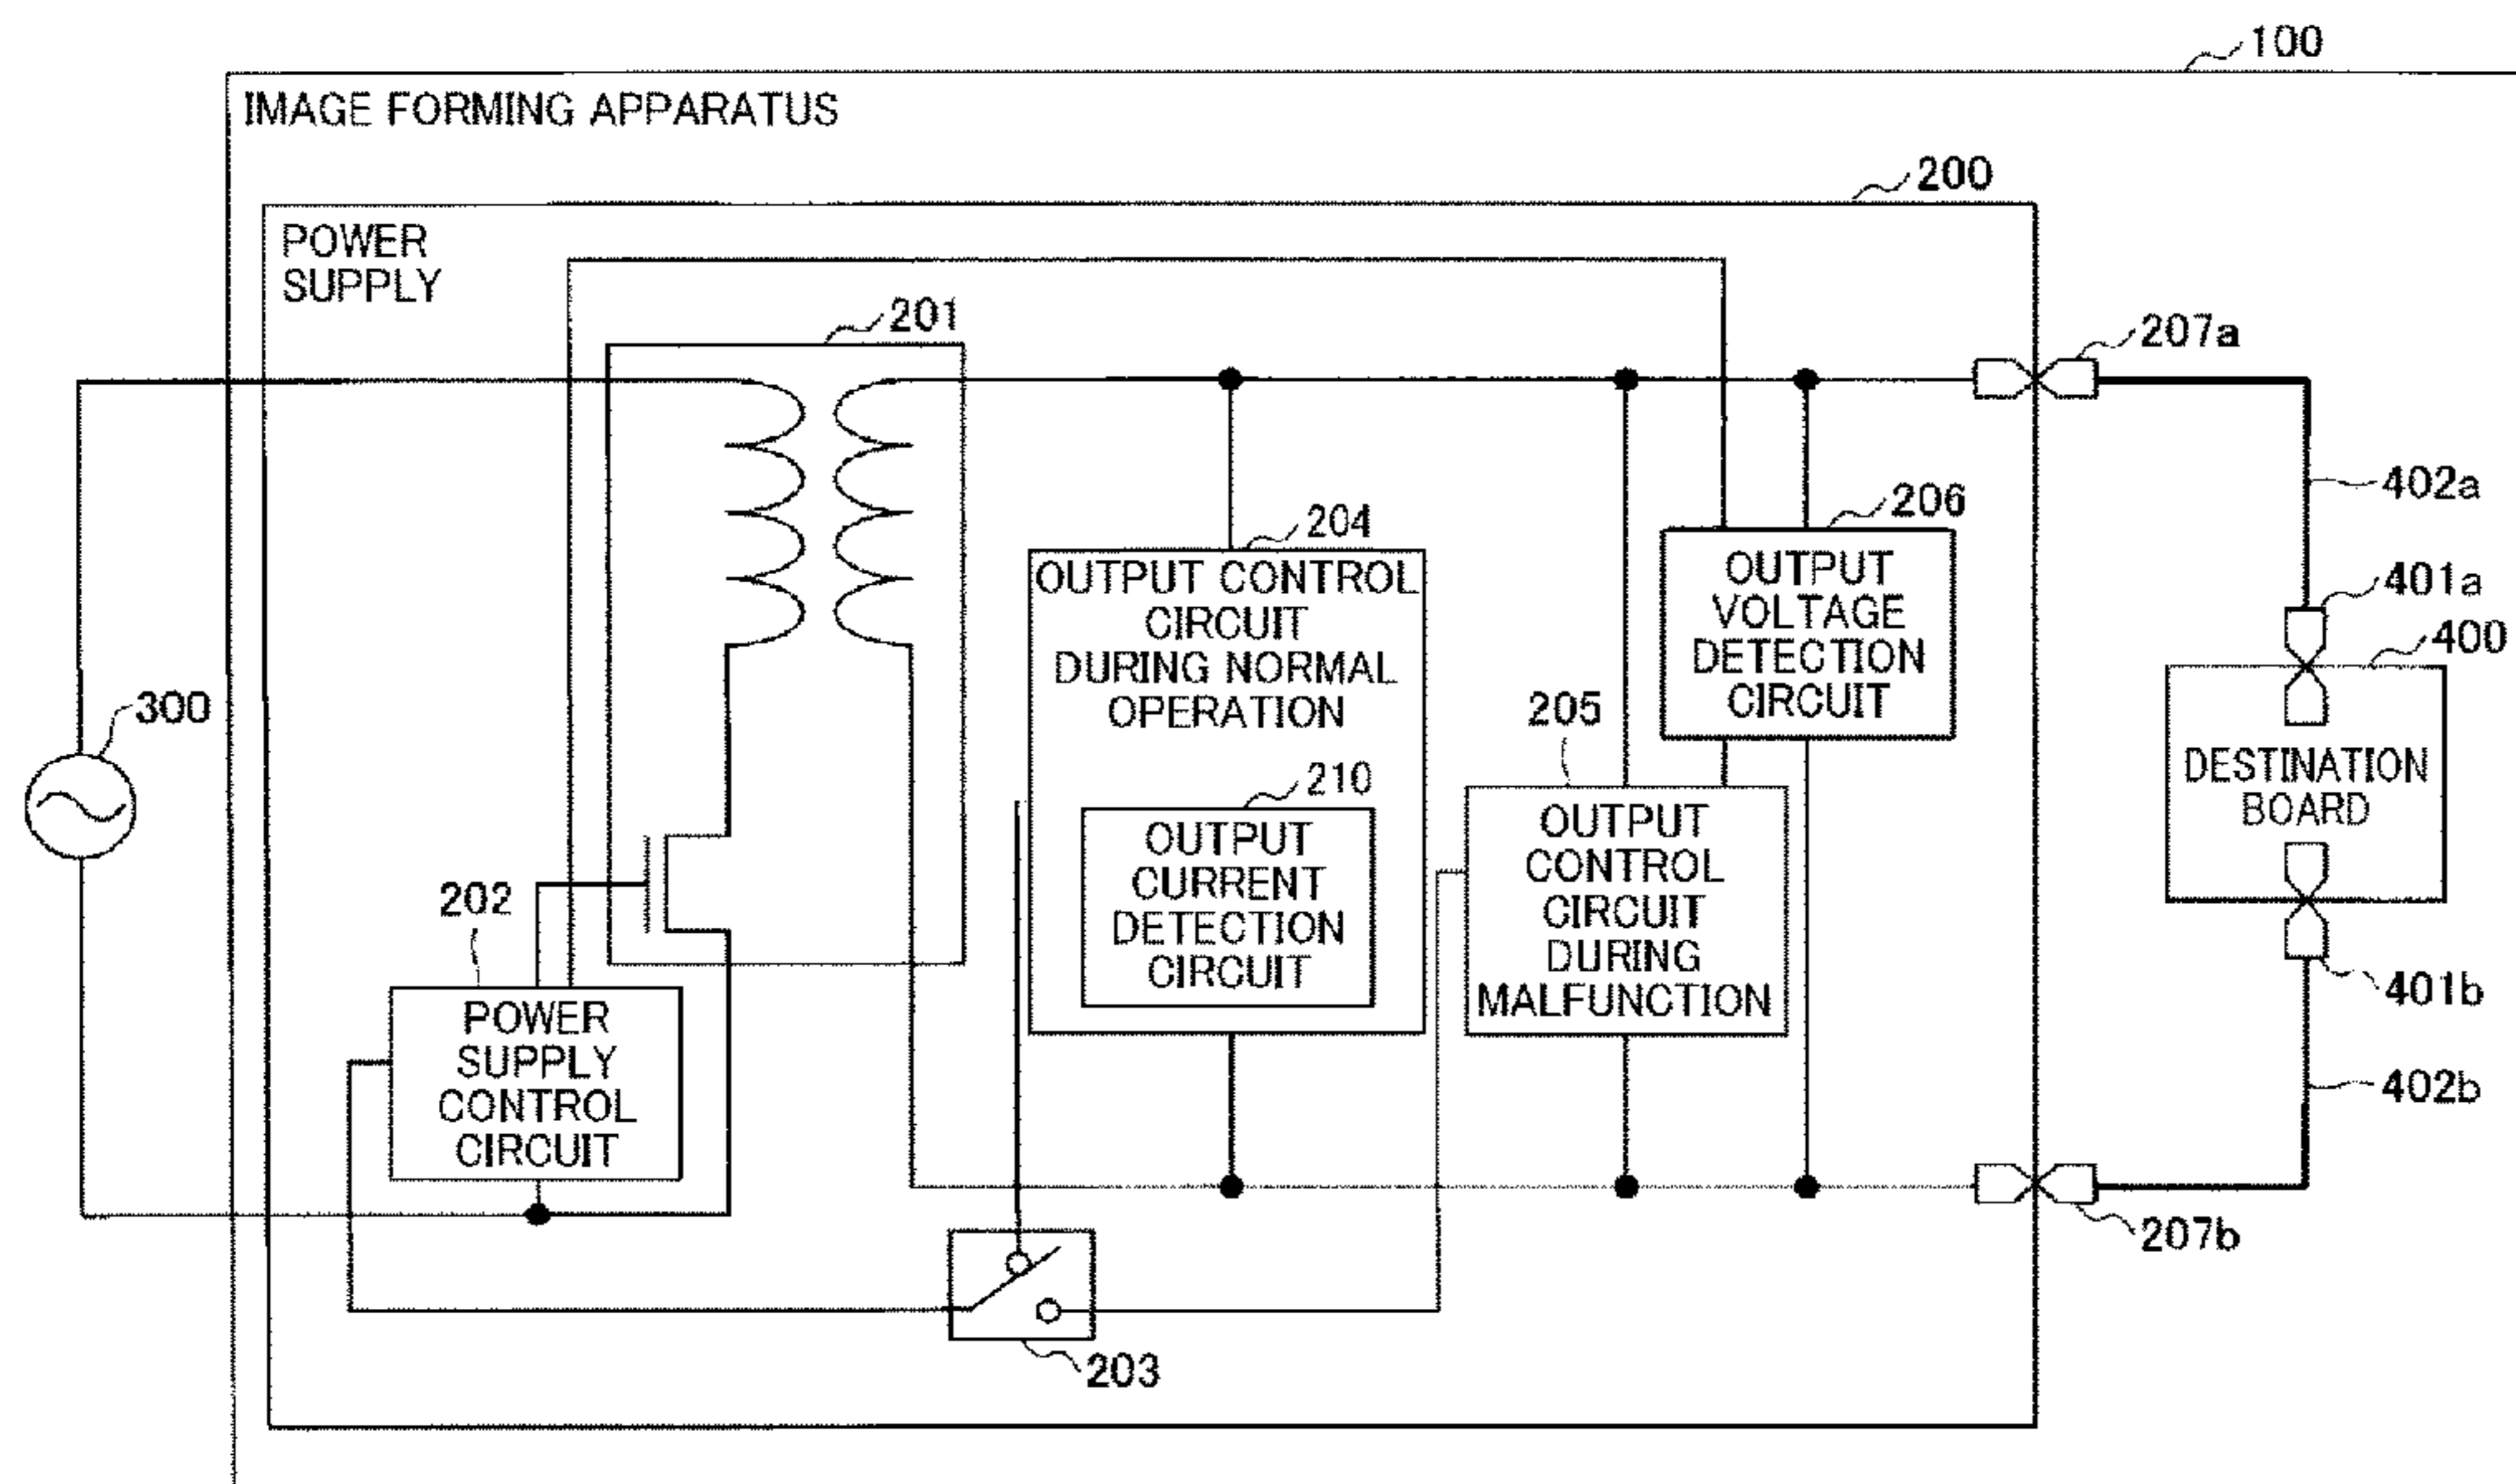 100
IMAGE FORMING APPARATUS
200
POWER
SUPPLY
201
207a
402a
206
204
OUTPUT CONTROL
CIRCUIT
DURING NORMAL
OPERATION
OUTPUT
VOLTAGE
DETECTION
CIRCUIT
401a
400
300
205
210
DESTINATION
BOARD
OUTPUT
CURRENT
DETECTION
CIRCUIT
OUTPUT
CONTROL
CIRCUIT
DURING
MALFUNCTION
202
401b
POWER
SUPPLY
CONTROL
CIRCUIT
402b
207b
203